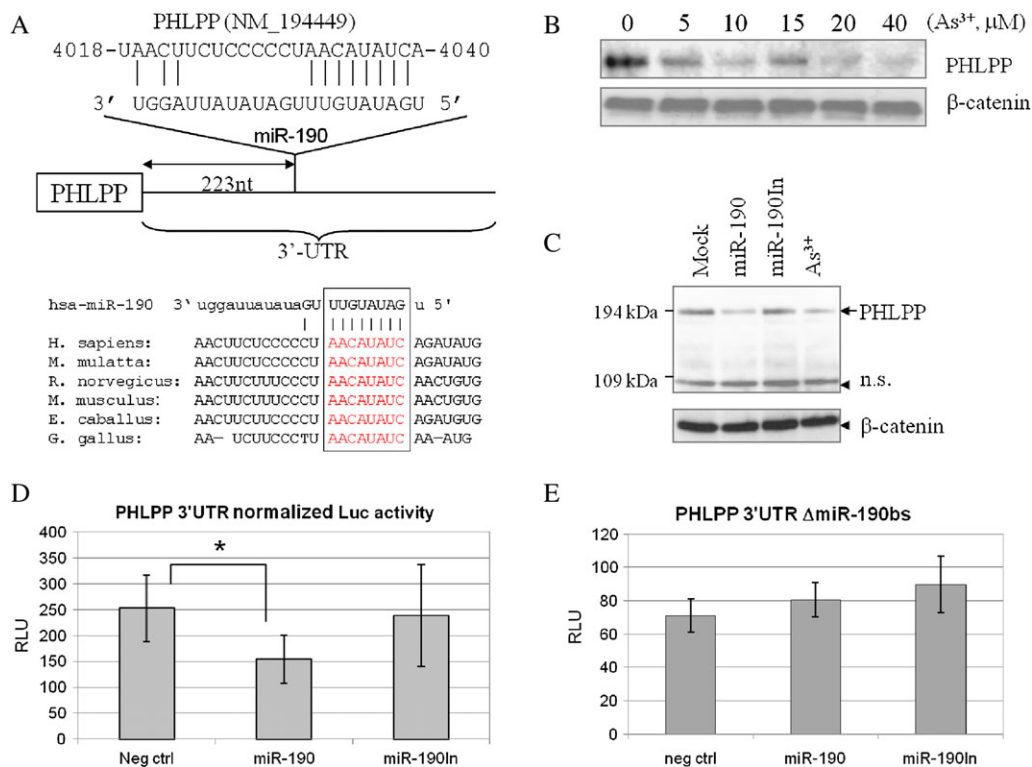 A
PHLPP (NM_194449)
4018-UAACUUCUCCCCCUAACAUAUCA-4040
3' UGGAUUAUAUAGUUUGUAUAGU 5'
miR-190
223nt
PHLPP
3'-UTR
hsa-miR-190 3' uggauuauauaGU UUGUAUAG u 5'
H. sapiens: AACUUCUCCCCCU AACAUAUC AGAUAUG
M. mulatta: AACUUCUUCCCCU AACAUAUC AGAUAUG
R. norvegicus: AACUUCUUUCCCU AACAUAUC AACUGUG
M. musculus: AACUUCUUUCCCU AACAUAUC AACUGUG
E. caballus: AACUUCUUCCCCU AACAUAUC AGAUGUG
G. gallus: AA– UCUUCCCTU AACAUAUC AA–AUG
B
0 5 10 15 20 40 (As³⁺, μM)
PHLPP
β-catenin
C
Mock miR-190 miR-190In As³⁺
194 kDa PHLPP
109 kDa n.s.
β-catenin
D
PHLPP 3'UTR normalized Luc activity
*
RLU
400
350
300
250
200
150
100
50
0
Neg ctrl miR-190 miR-190In
E
PHLPP 3'UTR ΔmiR-190bs
RLU
120
100
80
60
40
20
0
neg ctrl miR-190 miR-190In